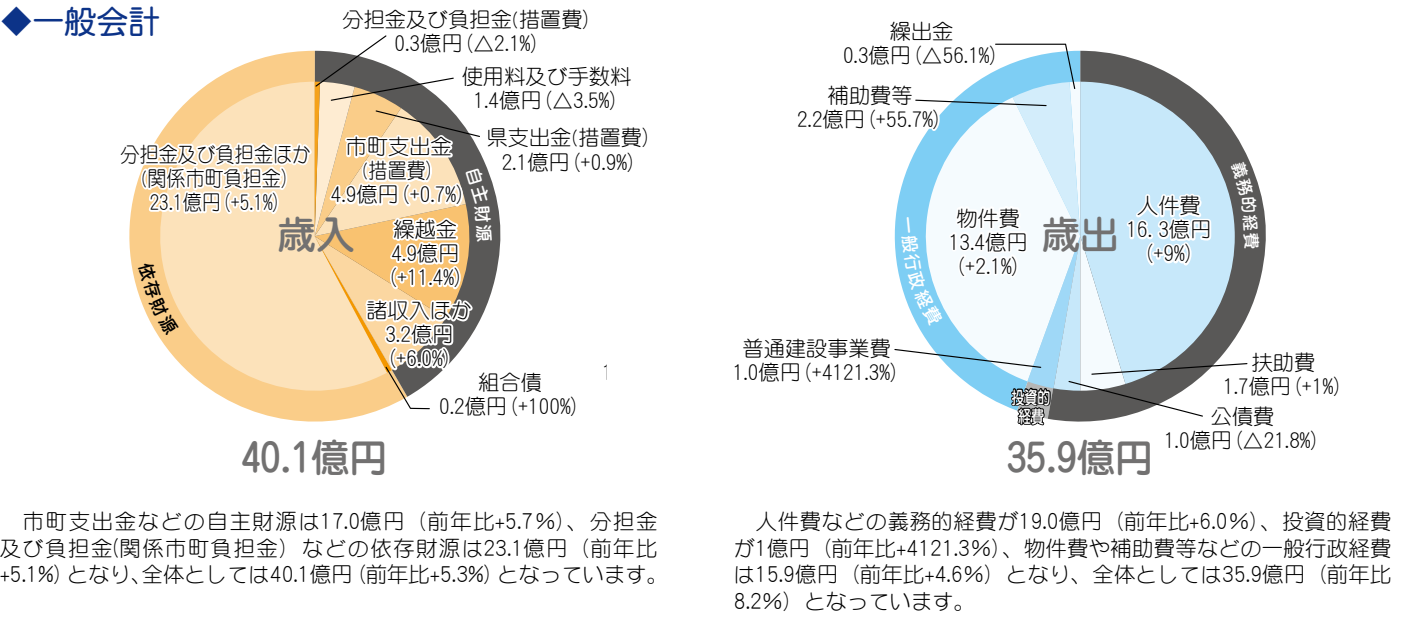 ◆一般会計
分担金及び負担金(措置費)
0.3億円(△2.1%)
使用料及び手数料
1.4億円(△3.5%)
県支出金(措置費)
2.1億円(+0.9%)
市町支出金
(措置費)
4.9億円(+0.7%)
分担金及び負担金ほか
(関係市町負担金)
23.1億円(+5.1%)
自主財源
歳入
繰越金
4.9億円
(+11.4%)
依存財源
諸収入ほか
3.2億円
(+6.0%)
組合債
0.2億円(+100%)
40.1億円
市町支出金などの自主財源は17.0億円（前年比+5.7％）、分担金
及び負担金(関係市町負担金）などの依存財源は23.1億円（前年比
+5.1%)となり、全体としては40.1億円(前年比+5.3%)となっています。
繰出金
0.3億円(△56.1%)
補助費等
2.2億円(+55.7%)
義務的経費
人件費
16.3億円
(+9%)
歳出
物件費
13.4億円
(+2.1%)
一般行政経費
普通建設事業費
1.0億円(+4121.3%)
投資的
経費
扶助費
1.7億円(+1%)
公債費
1.0億円(△21.8%)
35.9億円
人件費などの義務的経費が19.0億円（前年比+6.0％）、投資的経費
が1億円（前年比+4121.3％）、物件費や補助費等などの一般行政経費
は15.9億円（前年比+4.6％）となり、全体としては35.9億円（前年比
8.2％）となっています。